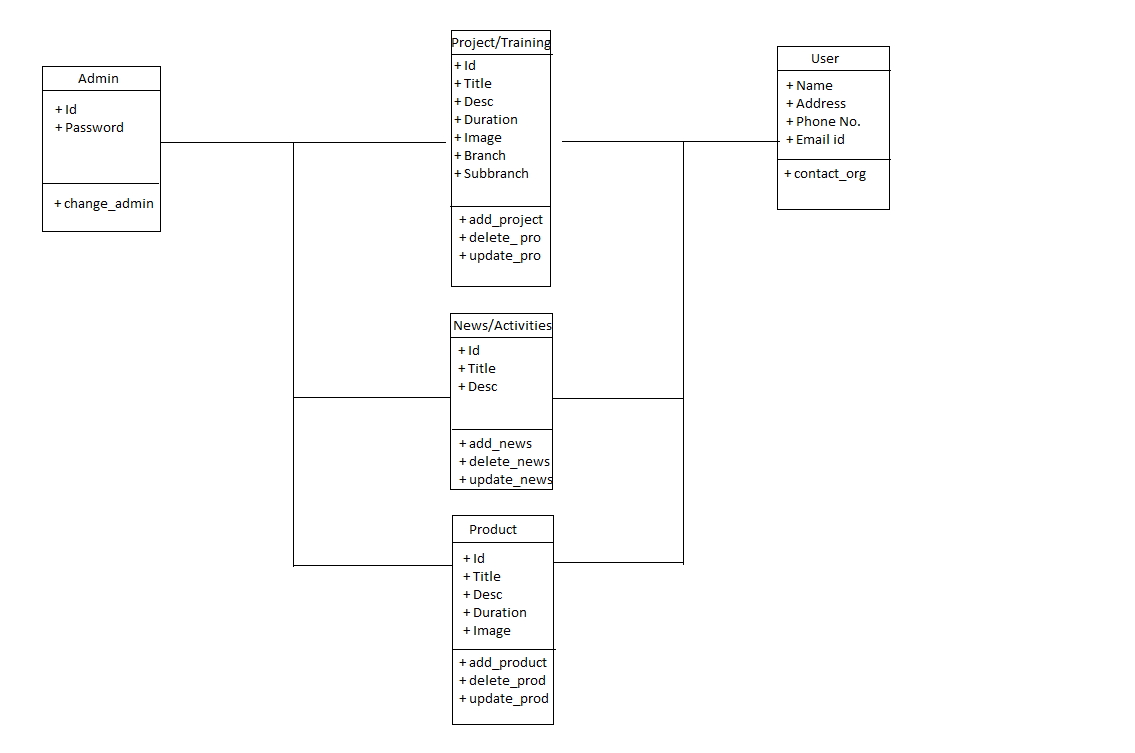 Admin
+ Id
+ Password
+ change_admin
Project/Training
+ Id
+ Title
+ Desc
+ Duration
+ Image
+ Branch
+ Subbranch
+ add_project
+ delete_ pro
+ update_pro
User
+ Name
+ Address
+ Phone No.
+ Email id
+ contact_org
News/Activities
+ Id
+ Title
+ Desc
+ add_news
+ delete_news
+ update_news
Product
+ Id
+ Title
+ Desc
+ Duration
+ Image
+ add_product
+ delete_prod
+ update_prod